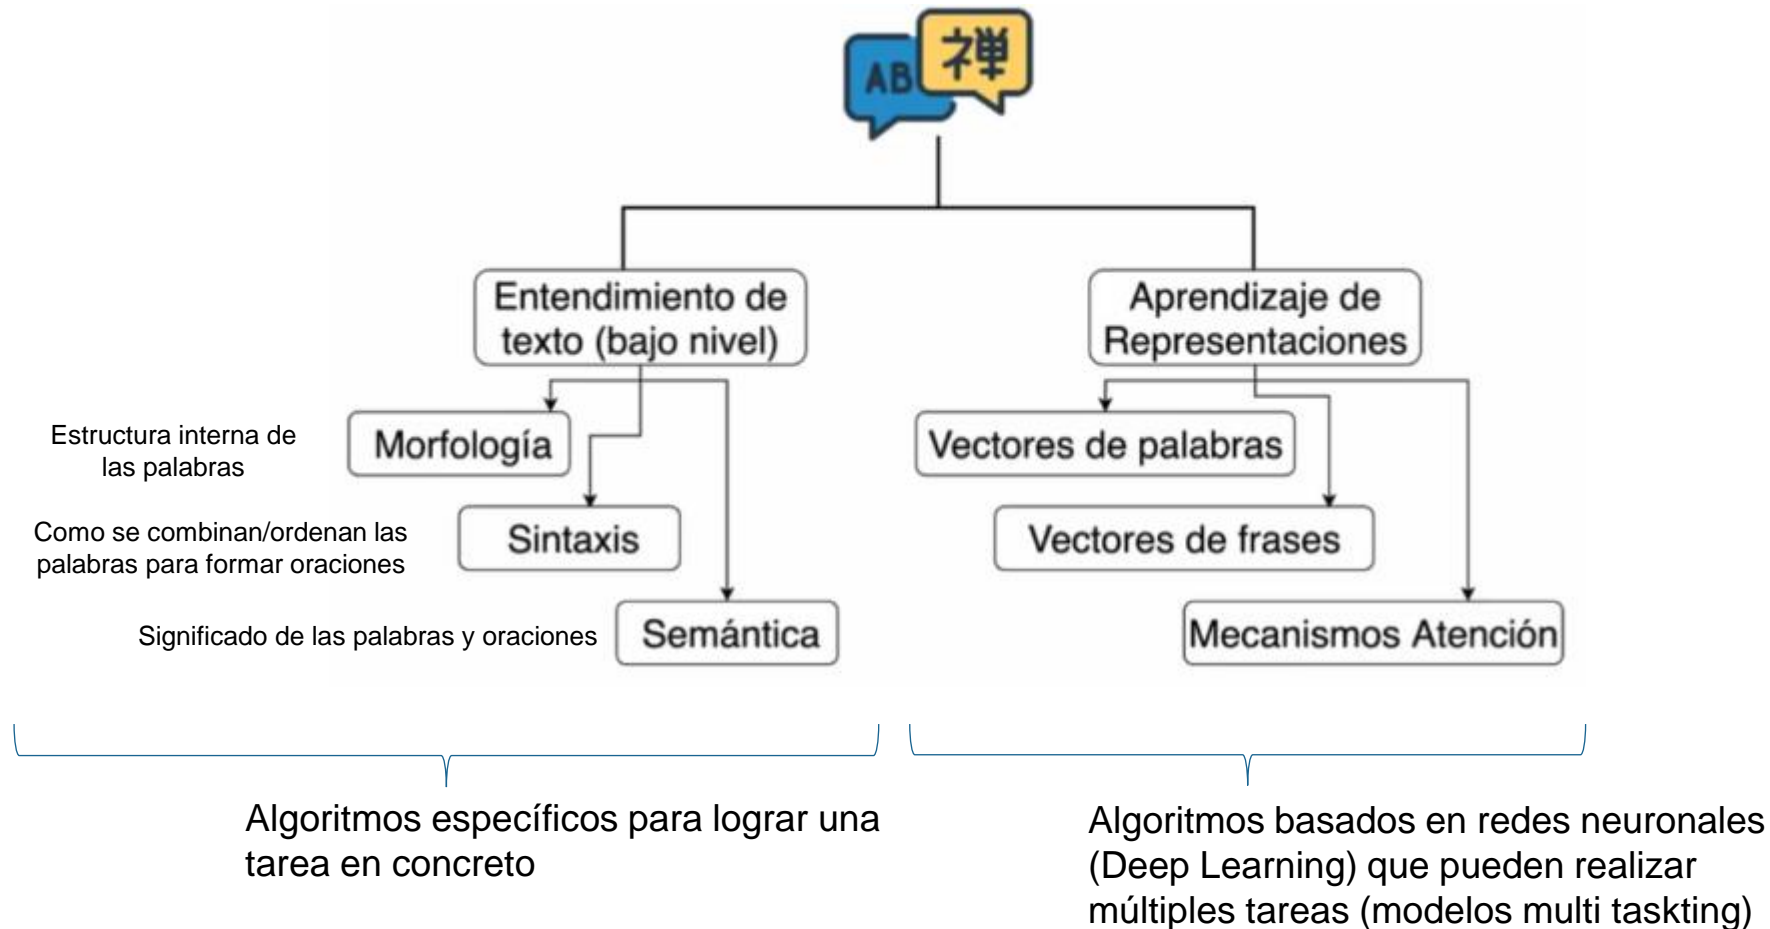 AB
禅
Entendimiento de
texto (bajo nivel)
Aprendizaje de
Representaciones
Estructura interna de
las palabras
Morfología
Vectores de palabras
Como se combinan/ordenan las
palabras para formar oraciones
Sintaxis
Vectores de frases
Significado de las palabras y oraciones
Semántica
Mecanismos Atención
Algoritmos específicos para lograr una
tarea en concreto
Algoritmos basados en redes neuronales
(Deep Learning) que pueden realizar
múltiples tareas (modelos multi taskting)